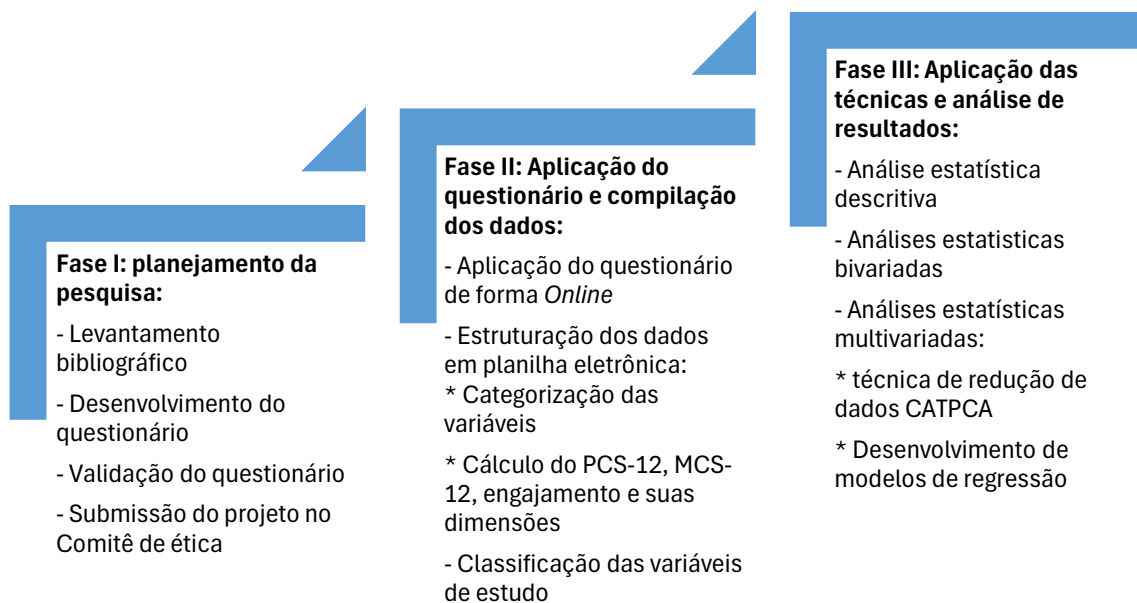 Fase I: planejamento da
pesquisa:
- Levantamento
bibliográfico
- Desenvolvimento do
questionário
- Validação do questionário
- Submissão do projeto no
Comitê de ética
Fase II: Aplicação do
questionário e compilação
dos dados:
- Aplicação do questionário
de forma Online
- Estruturação dos dados
em planilha eletrônica:
* Categorização das
variáveis
* Cálculo do PCS-12, MCS-
12, engajamento e suas
dimensões
- Classificação das variáveis
de estudo
Fase III: Aplicação das
técnicas e análise de
resultados:
- Análise estatística
descritiva
- Análises estatisticas
bivariadas
- Análises estatísticas
multivariadas:
* técnica de redução de
dados CATPCA
* Desenvolvimento de
modelos de regressão